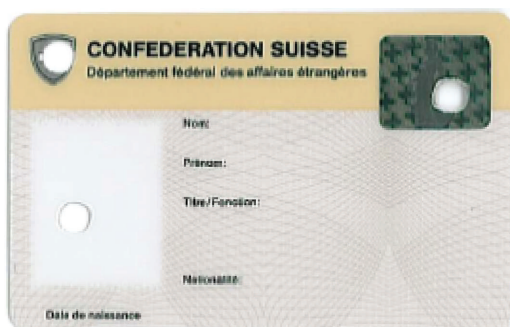 CONFEDERATION SUISSE
Département fédéral des affaires étrangères
Nom:
Prénom:
Titre/Fonction:
Nationalité:
Date de naissance